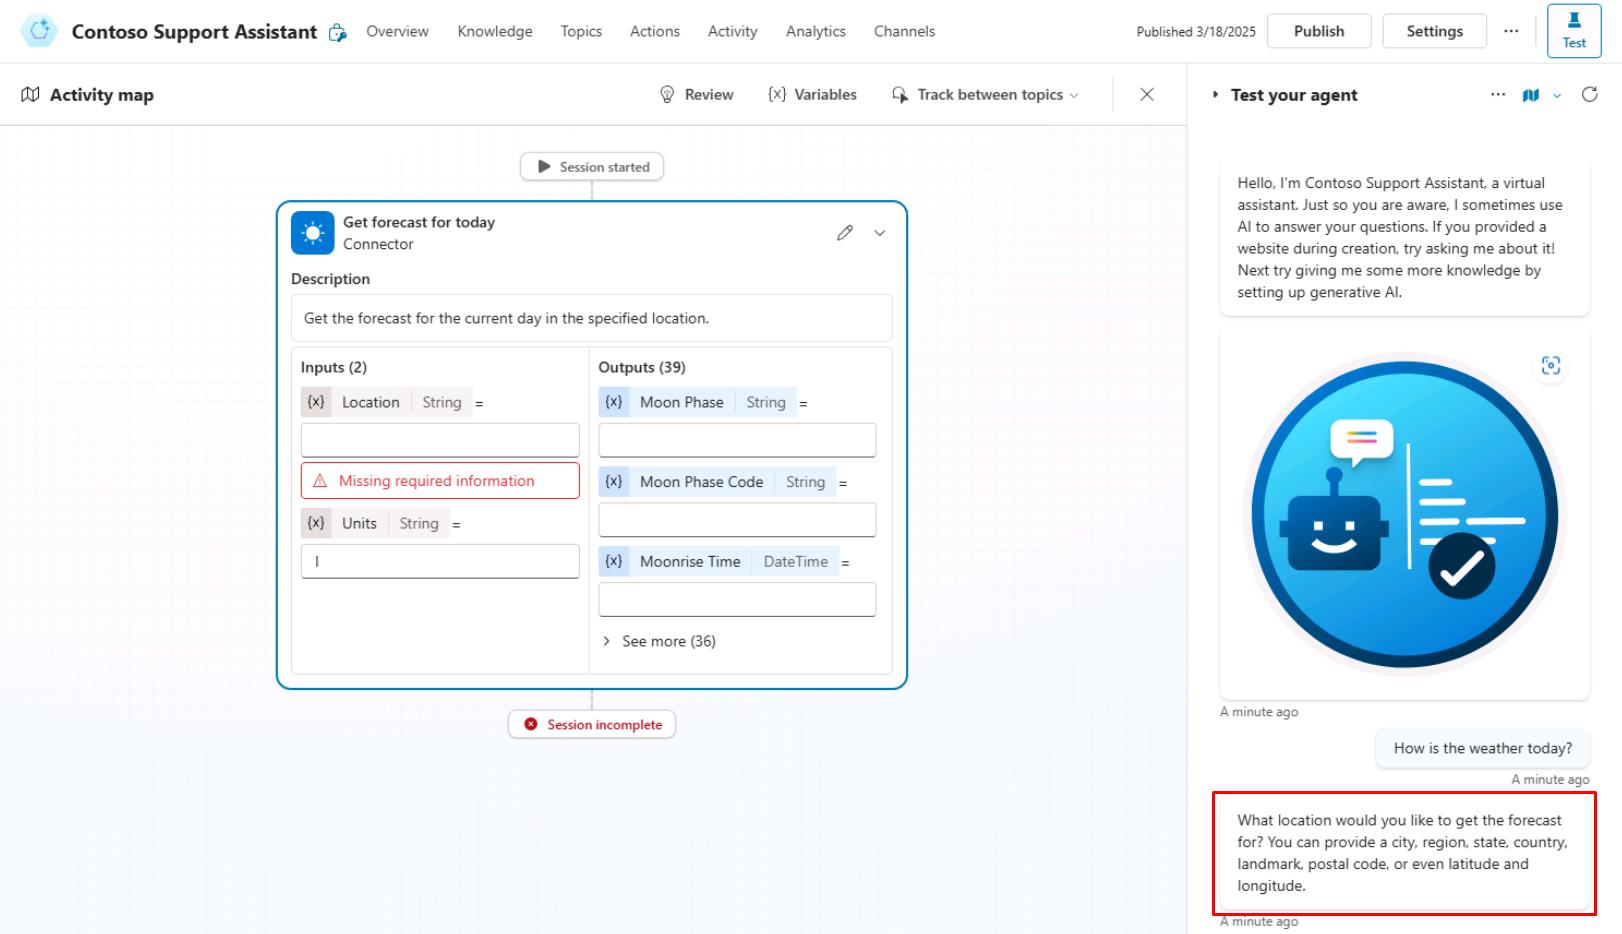 Contoso Support Assistant
Overview
Knowledge
Topics
Actions
Activity
Analytics
Channels
Published 3/18/2025
Publish
Settings
...
Test
Activity map
Review
{x} Variables
Track between topics
Test your agent
...
Session started
Get forecast for today
Connector
Description
Get the forecast for the current day in the specified location.
Inputs (2)
{x} Location String =
Missing required information
{x} Units String =
I
Outputs (39)
{x} Moon Phase String =
{x} Moon Phase Code String =
{x} Moonrise Time DateTime =
See more (36)
Session incomplete
Hello, I'm Contoso Support Assistant, a virtual
assistant. Just so you are aware, I sometimes use
AI to answer your questions. If you provided a
website during creation, try asking me about it!
Next try giving me some more knowledge by
setting up generative AI.
A minute ago
How is the weather today?
A minute ago
What location would you like to get the forecast
for? You can provide a city, region, state, country,
landmark, postal code, or even latitude and
longitude.
A minute ago